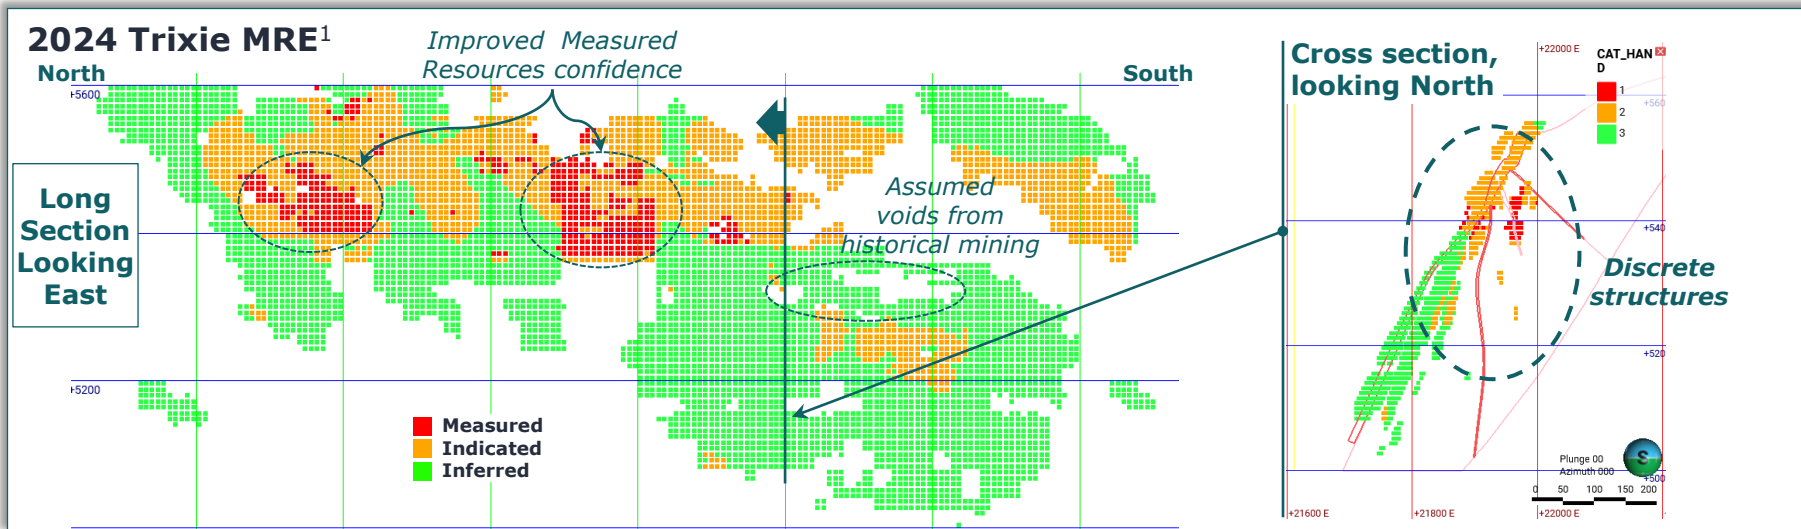 2024 Trixie MRE1
North
Improved Measured
Resources confidence
South
5600
Long
Section
Looking
East
Assumed
voids from
historical mining
5200
Measured
Indicated
Inferred
Cross section,
looking North
+22000 E
CAT_HAN
D
1
2
3
+560
+540
Discrete
structures
+520
Plunge 00
Azimuth 000
S
+500
0 50 100 150 200
+21600 E
+21800 E
+22000 E